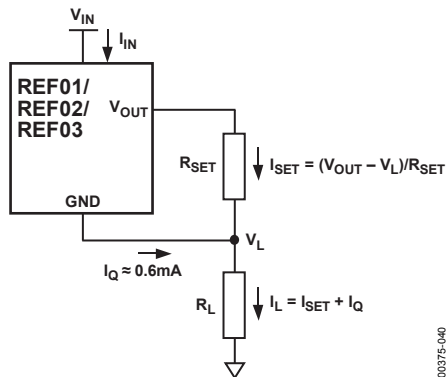 V_IN
I_IN
REF01/
REF02/
REF03
V_OUT
R_SET
I_SET = (V_OUT – V_L)/R_SET
GND
V_L
I_Q ≈ 0.6mA
R_L
I_L = I_SET + I_Q
00375-040